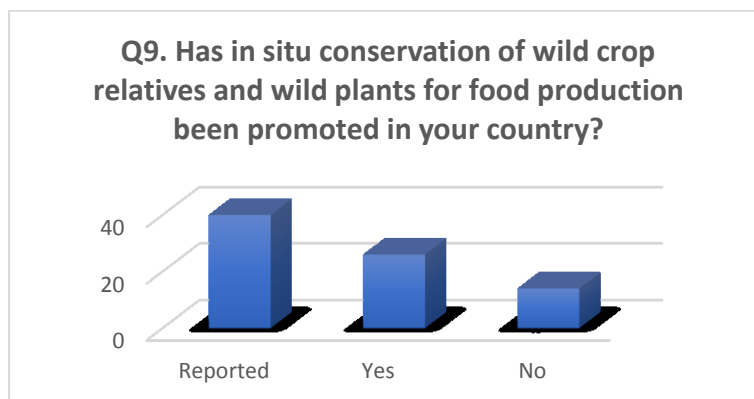 Q9. Has in situ conservation of wild crop
relatives and wild plants for food production
been promoted in your country?
40
20
0
Reported Yes No